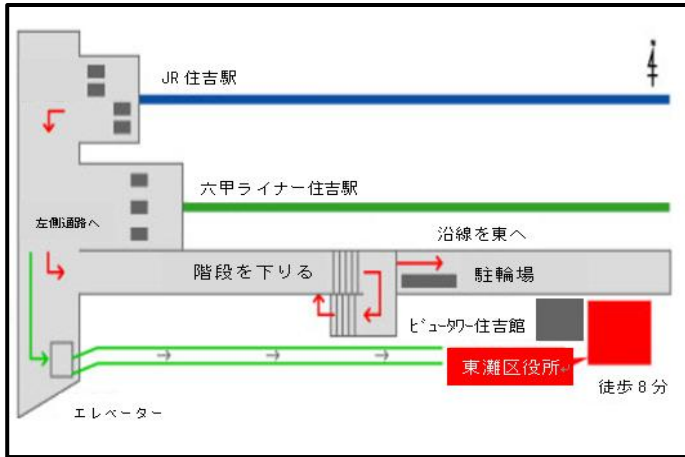 JR 住吉駅
六甲ライナー住吉駅
左側通路へ
沿線を東へ
階段を下りる
駐輪場
ビュータワー住吉館
東灘区役所
徒歩8分
エレベーター